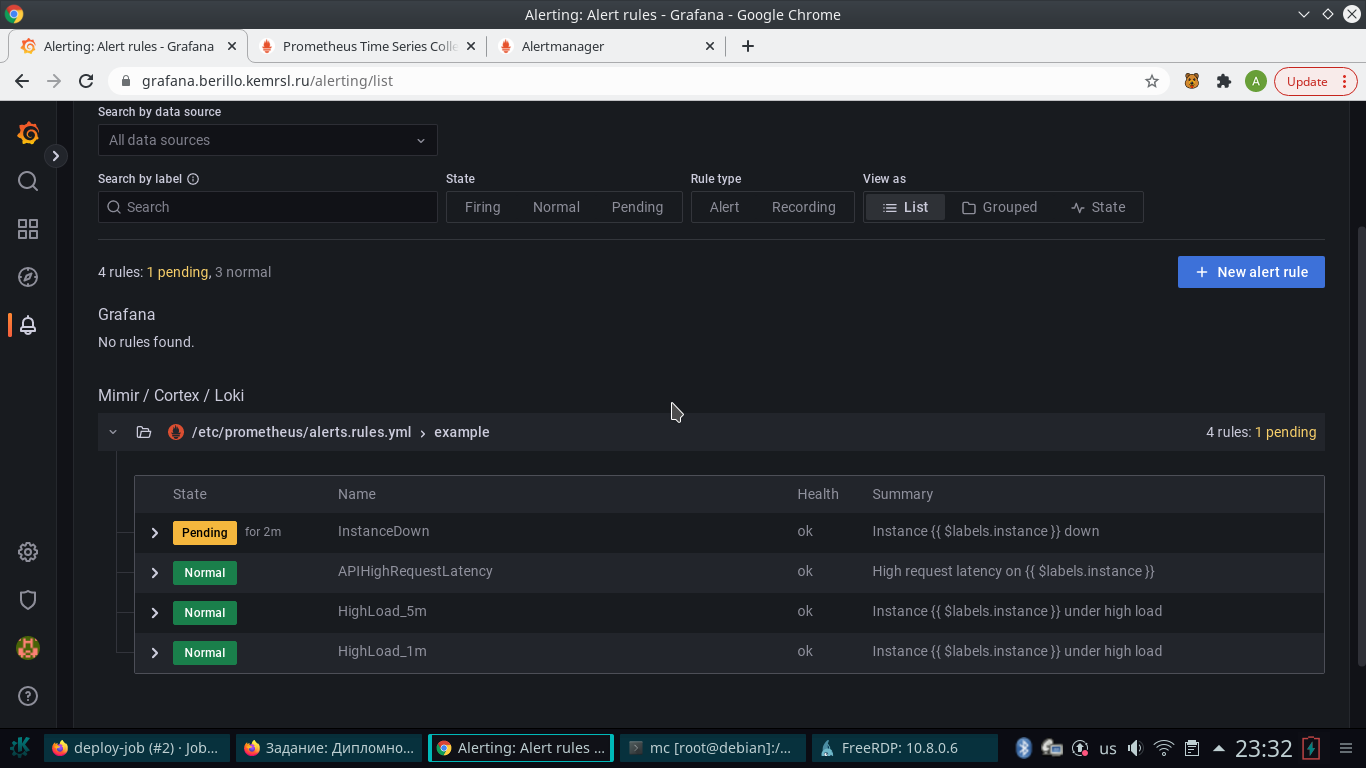 Alerting: Alert rules - Grafana - Google Chrome
Alerting: Alert rules - Grafana
Prometheus Time Series Colle
Alertmanager
grafana.berillo.kemrsl.ru/alerting/list
A
Update
Search by data source
All data sources
Search by label
State
Rule type
View as
Search
Firing
Normal
Pending
Alert
Recording
List
Grouped
State
4 rules: 1 pending, 3 normal
New alert rule
Grafana
No rules found.
Mimir / Cortex / Loki
/etc/prometheus/alerts.rules.yml › example
4 rules: 1 pending
State Name Health Summary
Pending for 2m InstanceDown ok Instance {{ $labels.instance }} down
Normal APIHighRequestLatency ok High request latency on {{ $labels.instance }}
Normal HighLoad_5m ok Instance {{ $labels.instance }} under high load
Normal HighLoad_1m ok Instance {{ $labels.instance }} under high load
deploy-job (#2) · Job...
Задание: Дипломно...
Alerting: Alert rules ...
mc [root@debian]:/...
FreeRDP: 10.8.0.6
us
23:32